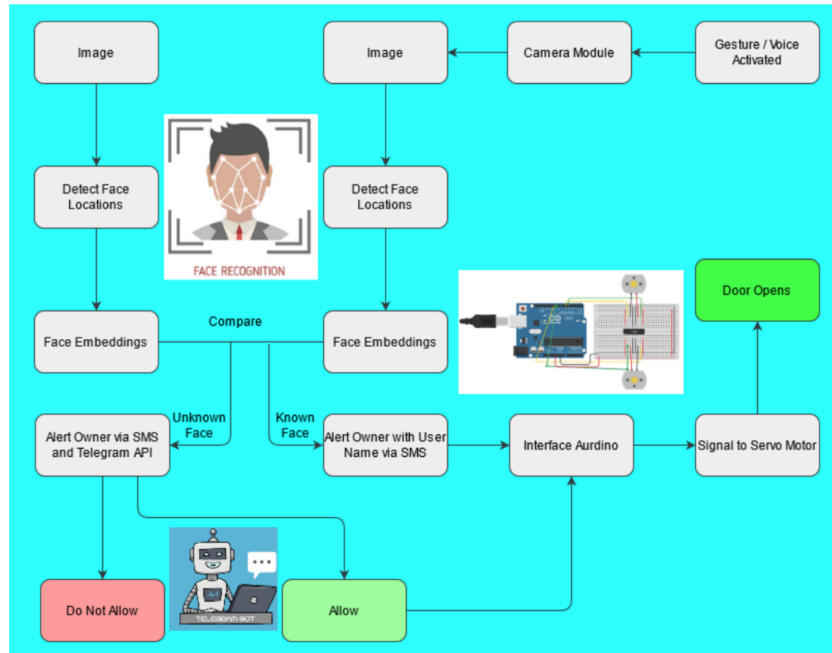 Image
Image
Camera Module
Gesture / Voice
Activated
Detect Face
Locations
Detect Face
Locations
FACE RECOGNITION
Door Opens
Compare
Face Embeddings
Face Embeddings
Unknown
Face
Known
Face
Alert Owner via SMS
and Telegram API
Alert Owner with User
Name via SMS
Interface Aurdino
Signal to Servo Motor
Do Not Allow
TELEGRAM BOT
Allow